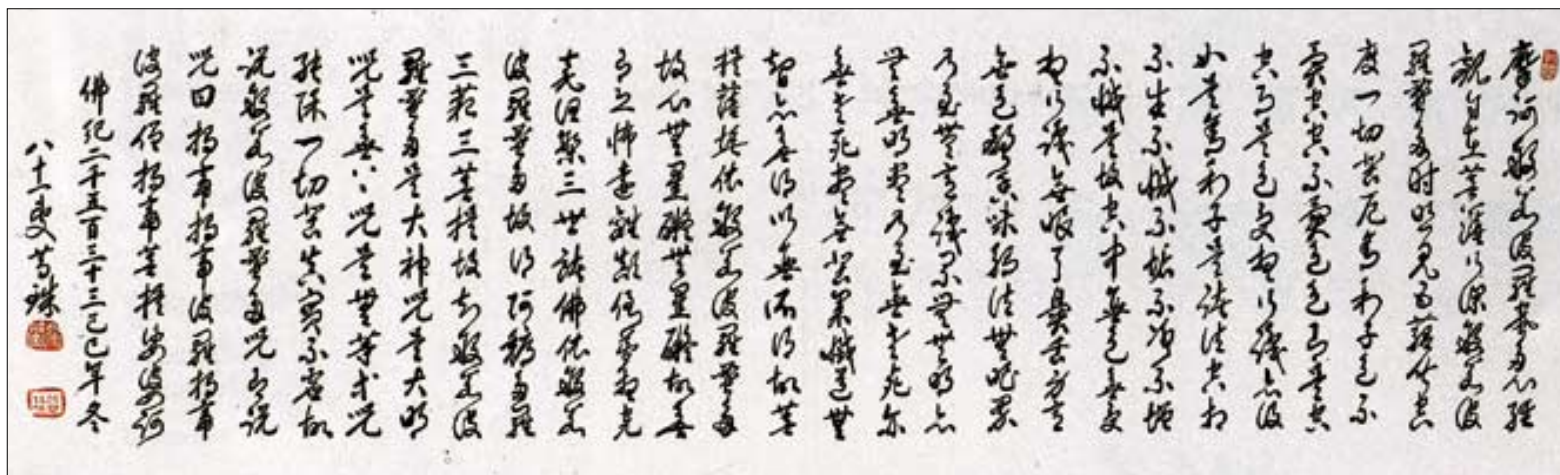 摩訶般若波羅蜜多心經
觀自在菩薩行深般若波
羅蜜多時照見五蘊皆空
度一切苦厄舍利子色不
異空空不異色色即是空
空即是色受想行識亦復
如是舍利子是諸法空相
不生不滅不垢不淨不增
不減是故空中無色無受
想行識無眼耳鼻舌身意
無色聲香味觸法無眼界
乃至無意識界無無明亦
無無明盡乃至無老死亦
無老死盡無苦集滅道無
智亦無得以無所得故菩
提薩埵依般若波羅蜜多
故心無罣礙無罣礙故無
有恐怖遠離顛倒夢想究
竟涅槃三世諸佛依般若
波羅蜜多故得阿耨多羅
三藐三菩提故知般若波
羅蜜多是大神咒是大明
咒是無上咒是無等等咒
能除一切苦真實不虛故
說般若波羅蜜多咒即說
咒曰揭帝揭帝波羅揭帝
波羅僧揭帝菩提娑婆訶
佛紀二千五百三十三己巳年冬
八十一叟